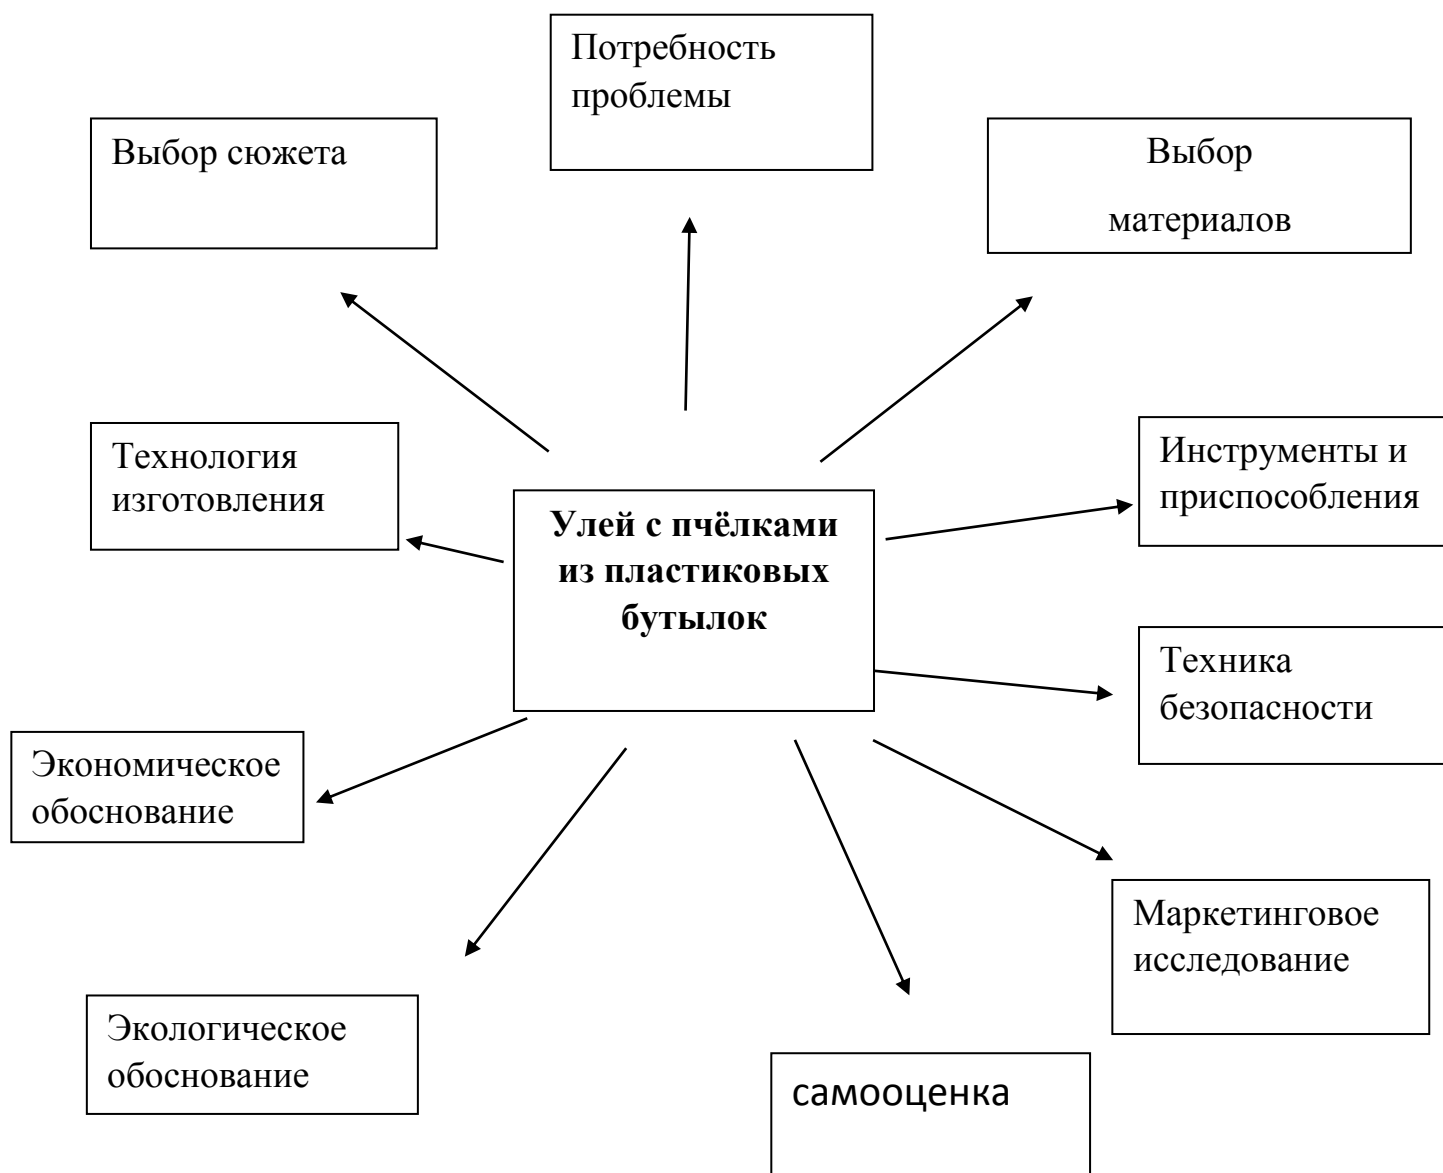 Потребность
проблемы
Выбор сюжета
Выбор
материалов
Технология
изготовления
Инструменты и
приспособления
Улей с пчёлками
из пластиковых
бутылок
Техника
безопасности
Экономическое
обоснование
Маркетинговое
исследование
Экологическое
обоснование
самооценка